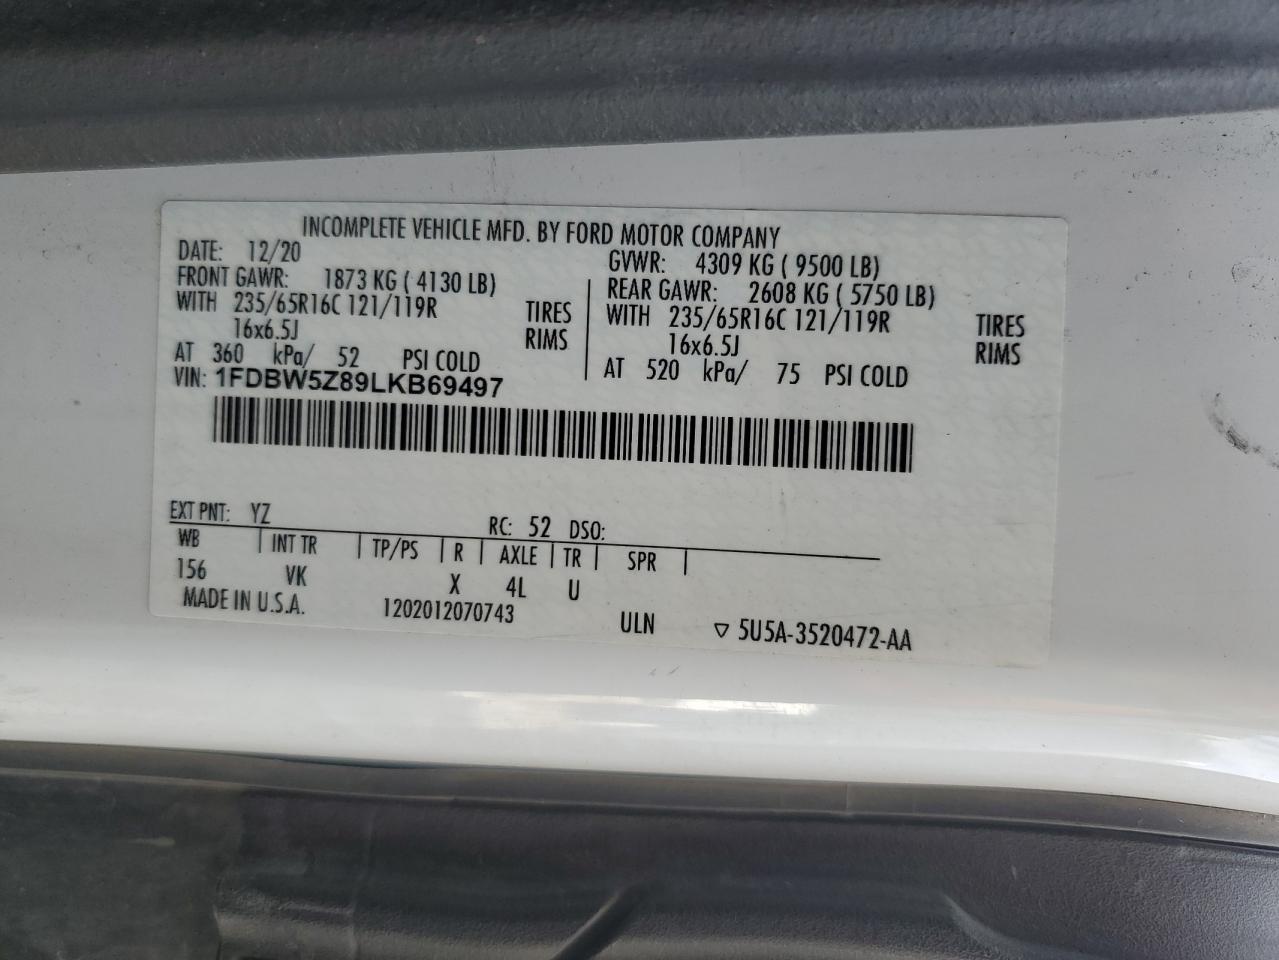 INCOMPLETE VEHICLE MFD. BY FORD MOTOR COMPANY
DATE: 12/20
GVWR: 4309 KG ( 9500 LB)
FRONT GAWR: 1873 KG ( 4130 LB)
REAR GAWR: 2608 KG ( 5750 LB)
WITH 235/65R16C 121/119R TIRES
WITH 235/65R16C 121/119R TIRES
16x6.5J RIMS
16x6.5J RIMS
AT 360 kPa/ 52 PSI COLD
AT 520 kPa/ 75 PSI COLD
VIN: 1FDBW5Z89LKB69497
EXT PNT: YZ RC: 52 DSO:
WB INT TR TP/PS R AXLE TR SPR
156 VK X 4L U
MADE IN U.S.A. 1202012070743 ULN ▽ 5U5A-3520472-AA